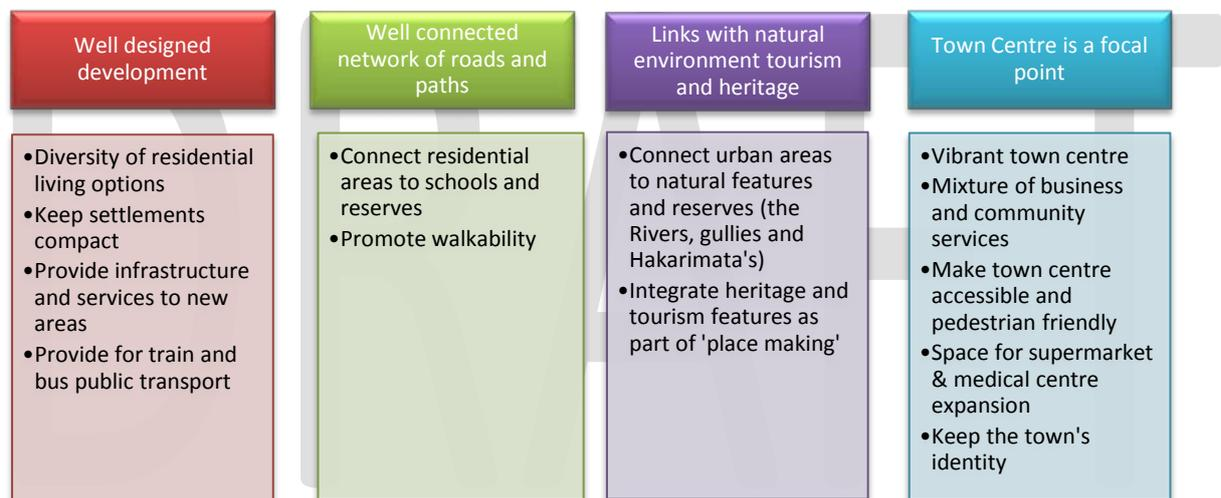 Well designed
development
•Diversity of residential
living options
•Keep settlements
compact
•Provide infrastructure
and services to new
areas
•Provide for train and
bus public transport
Well connected
network of roads and
paths
•Connect residential
areas to schools and
reserves
•Promote walkability
Links with natural
environment tourism
and heritage
•Connect urban areas
to natural features
and reserves (the
Rivers, gullies and
Hakarimata's)
•Integrate heritage and
tourism features as
part of 'place making'
Town Centre is a focal
point
•Vibrant town centre
•Mixture of business
and community
services
•Make town centre
accessible and
pedestrian friendly
•Space for supermarket
& medical centre
expansion
•Keep the town's
identity
DRAFT